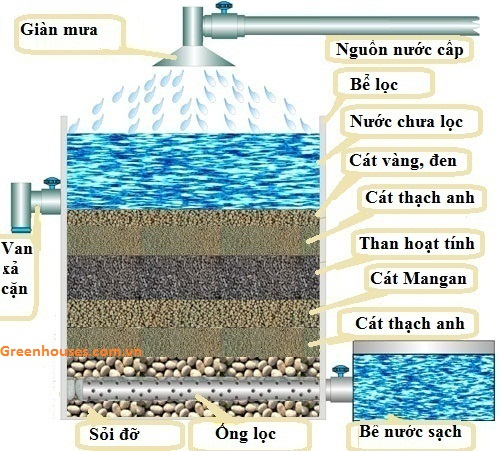 Giàn mưa
Nguồn nước cấp
Bể lọc
Nước chưa lọc
Cát vàng, đen
Cát thạch anh
Than hoạt tính
Cát Mangan
Cát thạch anh
Van
xả
cặn
Greenhouses.com.vn
Sỏi đỡ
Ống lọc
Bể nước sạch